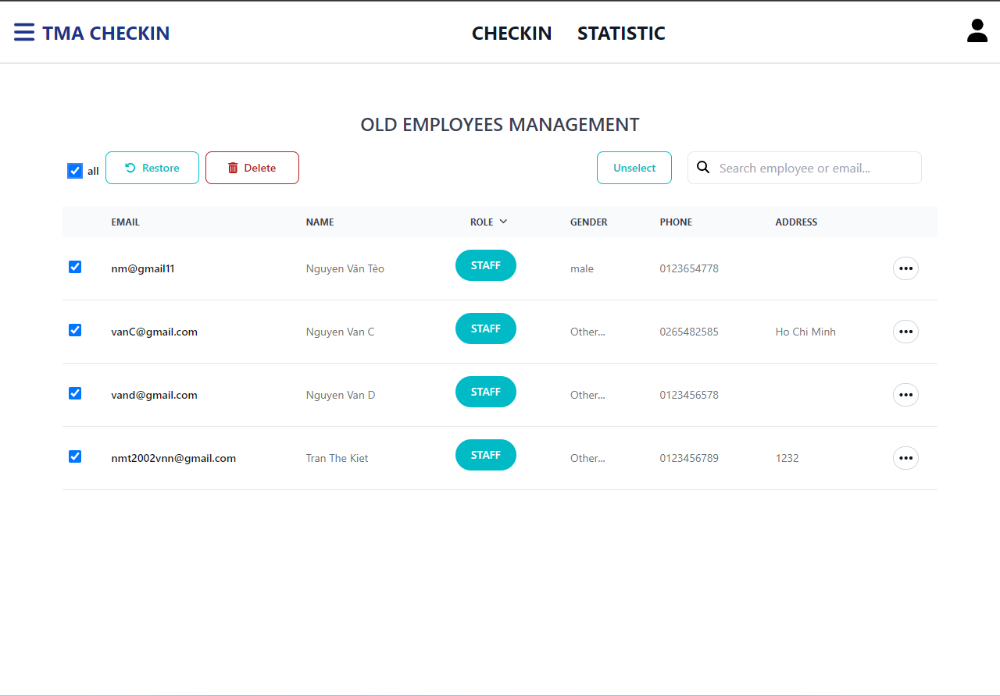 TMA CHECKIN CHECKIN STATISTIC
OLD EMPLOYEES MANAGEMENT
all Restore Delete Unselect Search employee or email...
EMAIL NAME ROLE GENDER PHONE ADDRESS
nm@gmail11 Nguyen Văn Tèo STAFF male 0123654778
vanC@gmail.com Nguyen Van C STAFF Other... 0265482585 Ho Chi Minh
vand@gmail.com Nguyen Van D STAFF Other... 0123456578
nmt2002vnn@gmail.com Tran The Kiet STAFF Other... 0123456789 1232